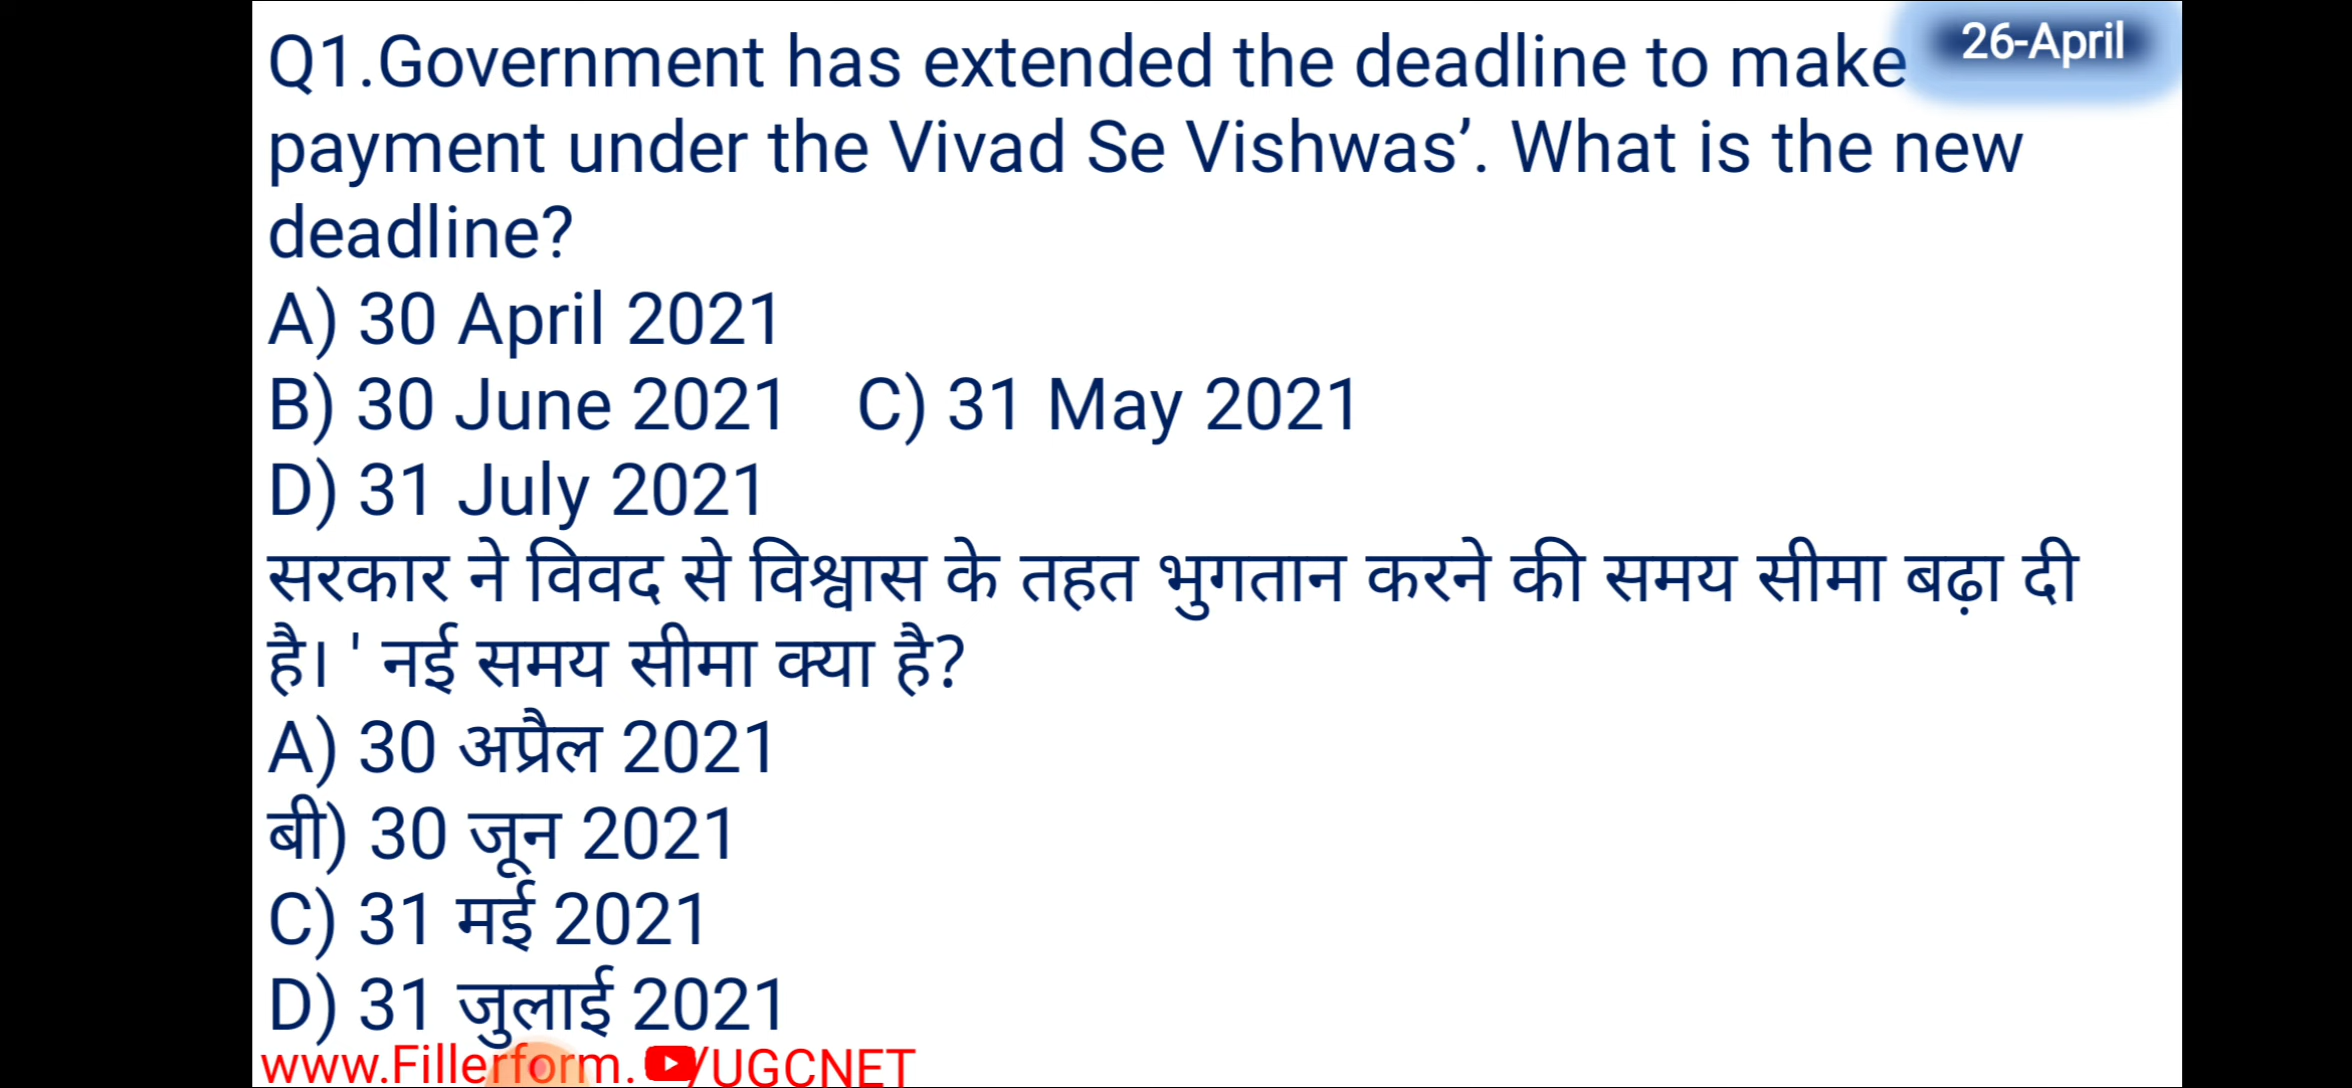 Q1.Government has extended the deadline to make
26-April
payment under the Vivad Se Vishwas’. What is the new
deadline?
A) 30 April 2021
B) 30 June 2021 C) 31 May 2021
D) 31 July 2021
सरकार ने विवद से विश्वास के तहत भुगतान करने की समय सीमा बढ़ा दी
है। ' नई समय सीमा क्या है?
A) 30 अप्रैल 2021
बी) 30 जून 2021
C) 31 मई 2021
D) 31 जुलाई 2021
www.Fillerform. /UGCNET